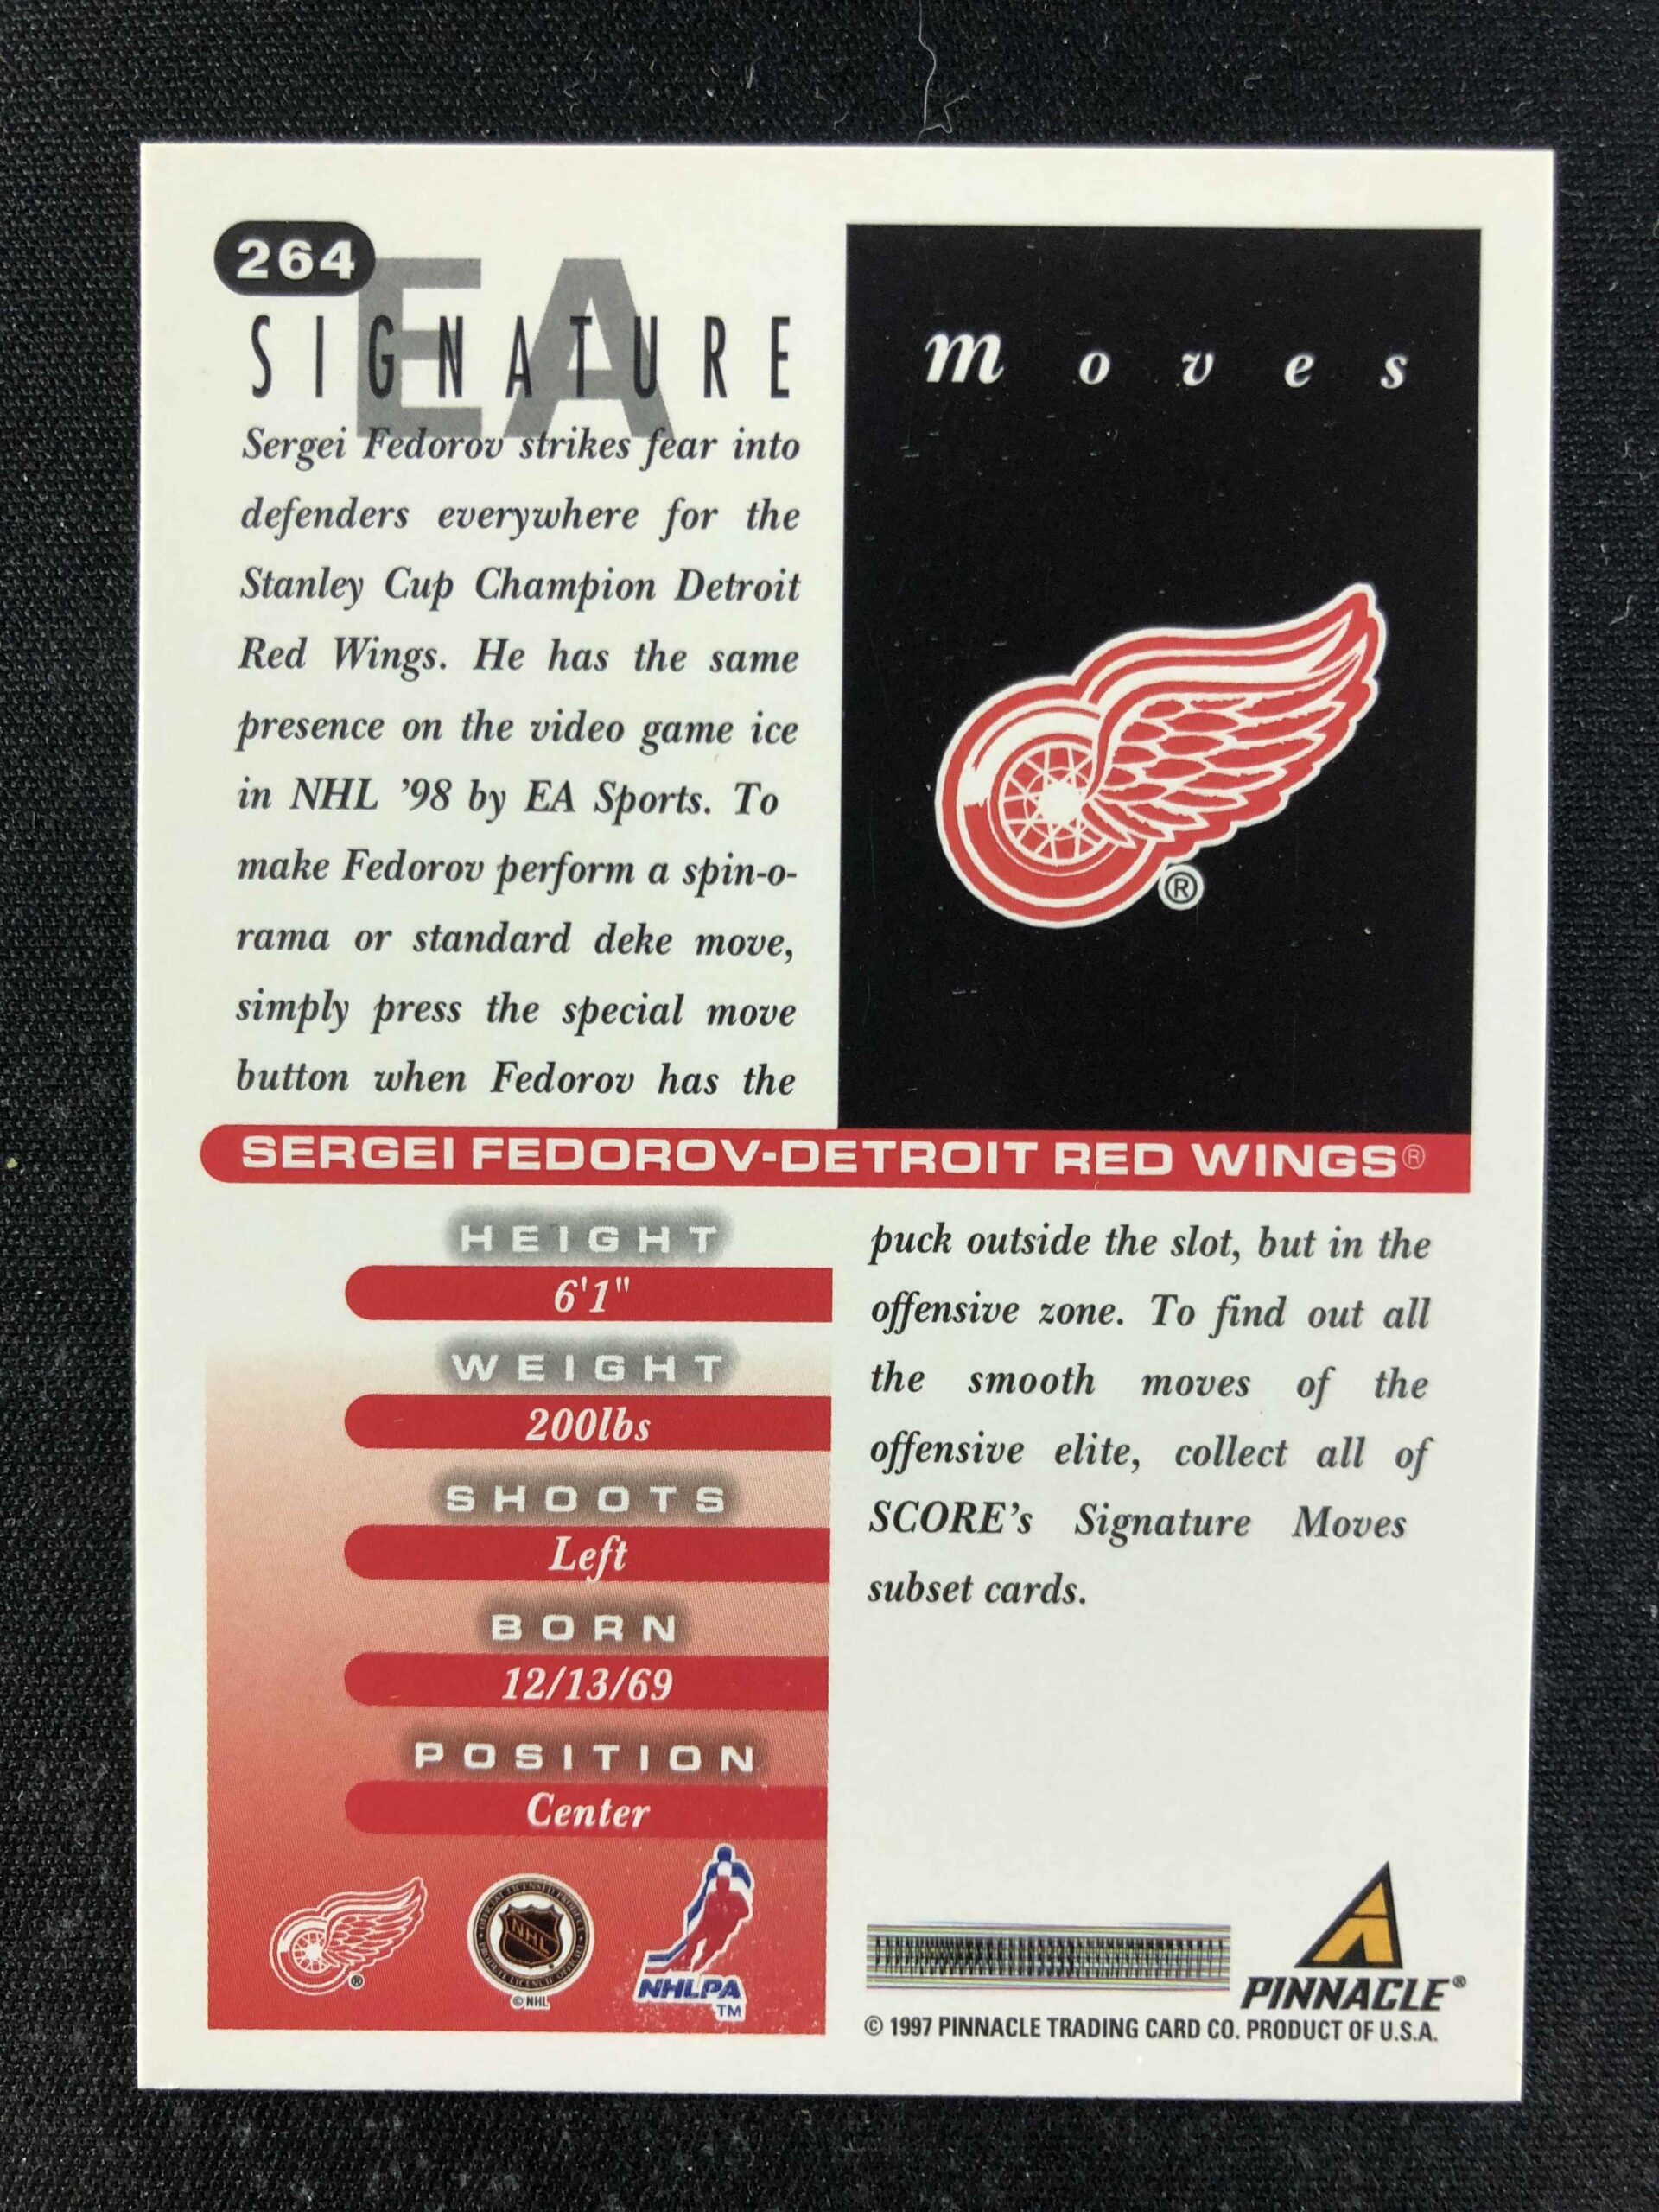 264
EA
SIGNATURE
Moves
Sergei Fedorov strikes fear into
defenders everywhere for the
Stanley Cup Champion Detroit
Red Wings. He has the same
presence on the video game ice
in NHL '98 by EA Sports. To
make Fedorov perform a spin-o-
rama or standard deke move,
simply press the special move
button when Fedorov has the
®
SERGEI FEDOROV-DETROIT RED WINGS®
HEIGHT
6'1"
WEIGHT
200lbs
SHOOTS
Left
BORN
12/13/69
POSITION
Center
puck outside the slot, but in the
offensive zone. To find out all
the smooth moves of the
offensive elite, collect all of
SCORE's Signature Moves
subset cards.
®
NHL
© NHL
NHLPA
TM
PINNACLE®
© 1997 PINNACLE TRADING CARD CO. PRODUCT OF U.S.A.